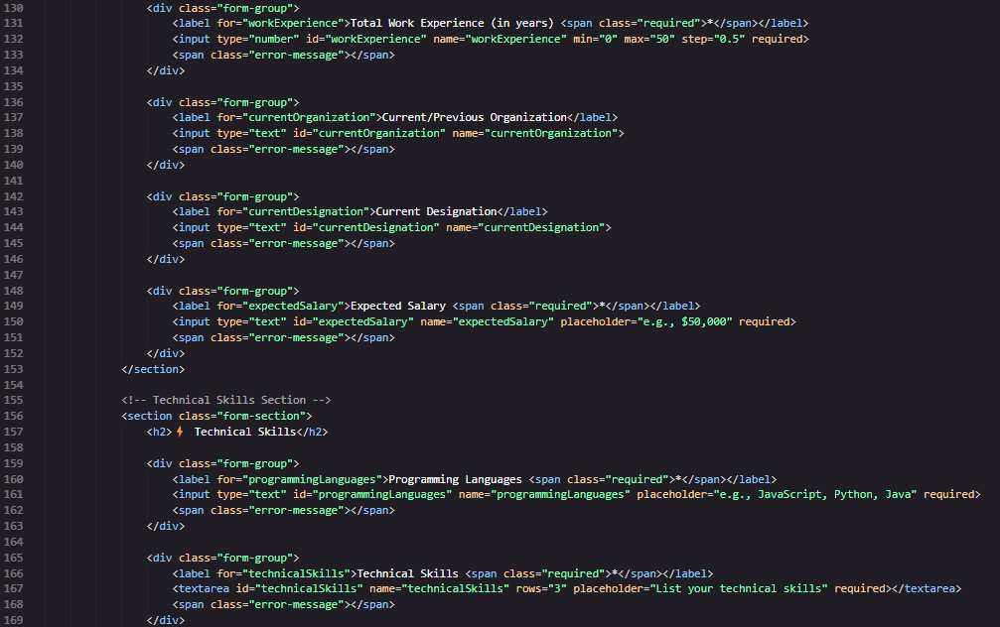 130 <div class="form-group">
131 <label for="workExperience">Total Work Experience (in years) <span class="required">*</span></label>
132 <input type="number" id="workExperience" name="workExperience" min="0" max="50" step="0.5" required>
133 <span class="error-message"></span>
134 </div>
135
136 <div class="form-group">
137 <label for="currentOrganization">Current/Previous Organization</label>
138 <input type="text" id="currentOrganization" name="currentOrganization">
139 <span class="error-message"></span>
140 </div>
141
142 <div class="form-group">
143 <label for="currentDesignation">Current Designation</label>
144 <input type="text" id="currentDesignation" name="currentDesignation">
145 <span class="error-message"></span>
146 </div>
147
148 <div class="form-group">
149 <label for="expectedSalary">Expected Salary <span class="required">*</span></label>
150 <input type="text" id="expectedSalary" name="expectedSalary" placeholder="e.g., $50,000" required>
151 <span class="error-message"></span>
152 </div>
153 </section>
154
155 <!-- Technical Skills Section -->
156 <section class="form-section">
157 <h2>⚡ Technical Skills</h2>
158
159 <div class="form-group">
160 <label for="programmingLanguages">Programming Languages <span class="required">*</span></label>
161 <input type="text" id="programmingLanguages" name="programmingLanguages" placeholder="e.g., JavaScript, Python, Java" required>
162 <span class="error-message"></span>
163 </div>
164
165 <div class="form-group">
166 <label for="technicalSkills">Technical Skills <span class="required">*</span></label>
167 <textarea id="technicalSkills" name="technicalSkills" rows="3" placeholder="List your technical skills" required></textarea>
168 <span class="error-message"></span>
169 </div>